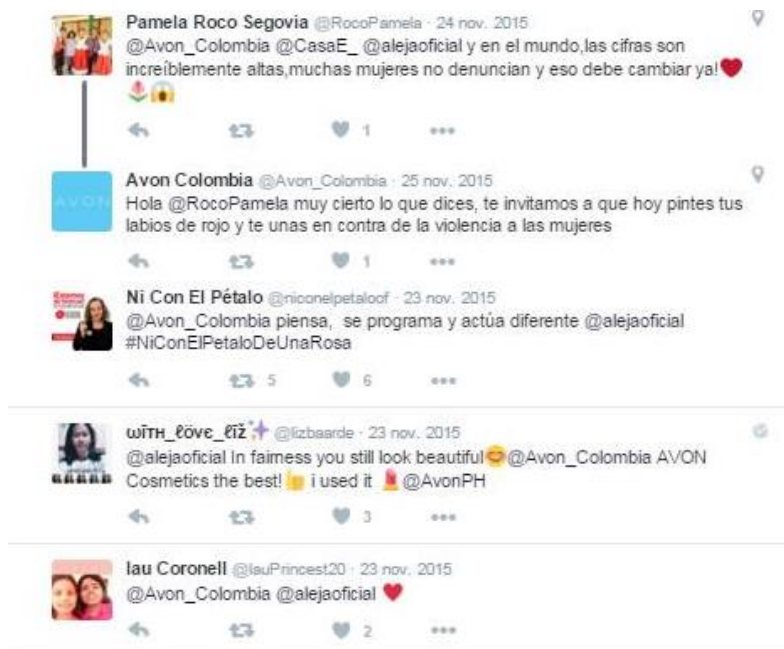 Pamela Roco Segovia @RocoPamela · 24 nov. 2015
@Avon_Colombia @CasaE_ @alejaoficial y en el mundo,las cifras son
increíblemente altas,muchas mujeres no denuncian y eso debe cambiar ya!❤️
🌷😱
1
AVON
Avon Colombia @Avon_Colombia · 25 nov. 2015
Hola @RocoPamela muy cierto lo que dices, te invitamos a que hoy pintes tus
labios de rojo y te unas en contra de la violencia a las mujeres
1
Ni Con El Pétalo @niconelpetaloof · 23 nov. 2015
@Avon_Colombia piensa, se programa y actúa diferente @alejaoficial
#NiConElPetaloDeUnaRosa
5 6
ωîтн_ℓövє_ℓïž✨ @lizbaarde · 23 nov. 2015
@alejaoficial In fairness you still look beautiful😊@Avon_Colombia AVON
Cosmetics the best!👍 i used it 💄@AvonPH
3
lau Coronell @lauPrincest20 · 23 nov. 2015
@Avon_Colombia @alejaoficial ❤️
2